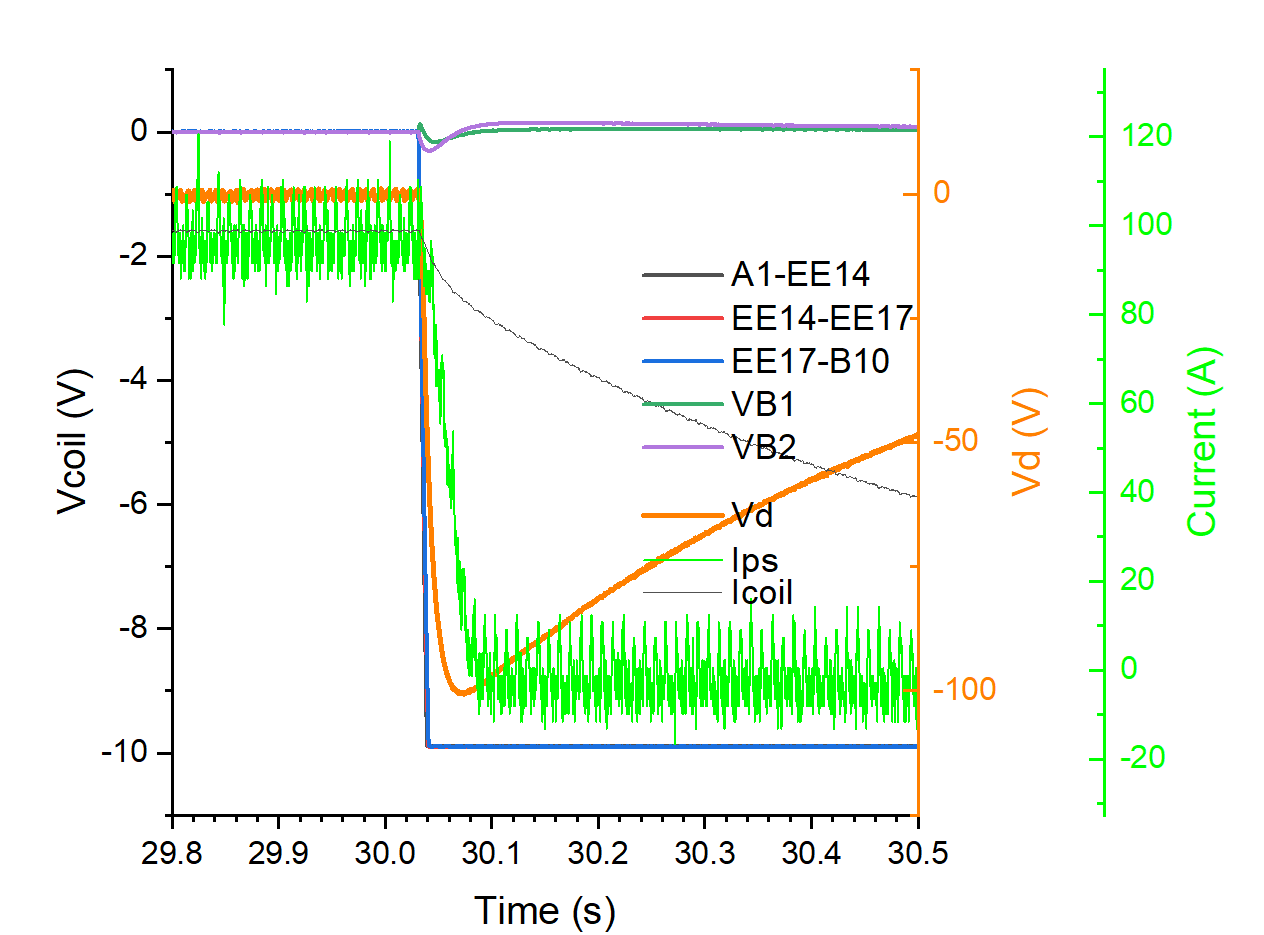 0
-2
-4
-6
-8
-10
Vcoil (V)
29.8 29.9 30.0 30.1 30.2 30.3 30.4 30.5
Time (s)
A1-EE14
EE14-EE17
EE17-B10
VB1
VB2
Vd
Ips
Icoil
0
-50
-100
Vd (V)
120
100
80
60
40
20
0
-20
Current (A)